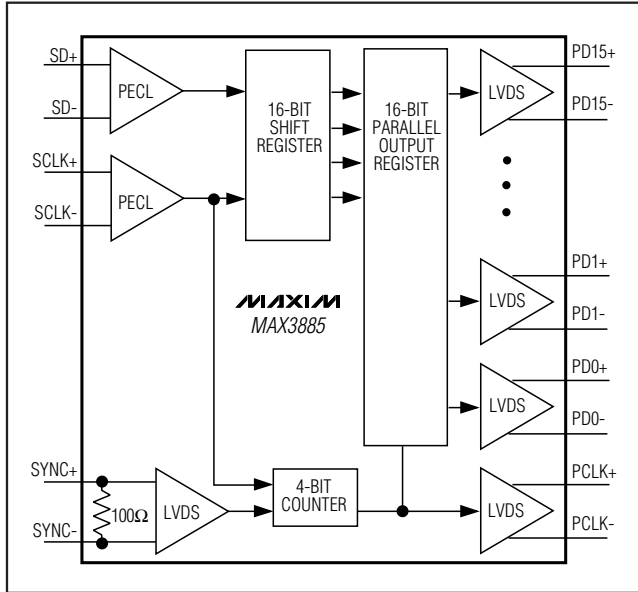 SD+
SD-
PECL
SCLK+
SCLK-
PECL
16-BIT
SHIFT
REGISTER
16-BIT
PARALLEL
OUTPUT
REGISTER
LVDS
PD15+
PD15-
MAXIM
MAX3885
LVDS
PD1+
PD1-
LVDS
PD0+
PD0-
SYNC+
100Ω
SYNC-
LVDS
4-BIT
COUNTER
LVDS
PCLK+
PCLK-